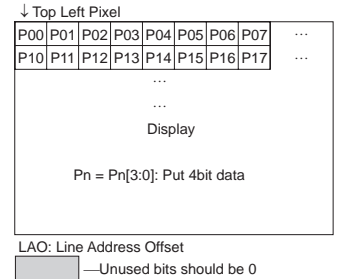 ↓ Top Left Pixel
P00 P01 P02 P03 P04 P05 P06 P07 ...
P10 P11 P12 P13 P14 P15 P16 P17 ...
...
...
Display
Pn = Pn[3:0]: Put 4bit data
LAO: Line Address Offset
—Unused bits should be 0